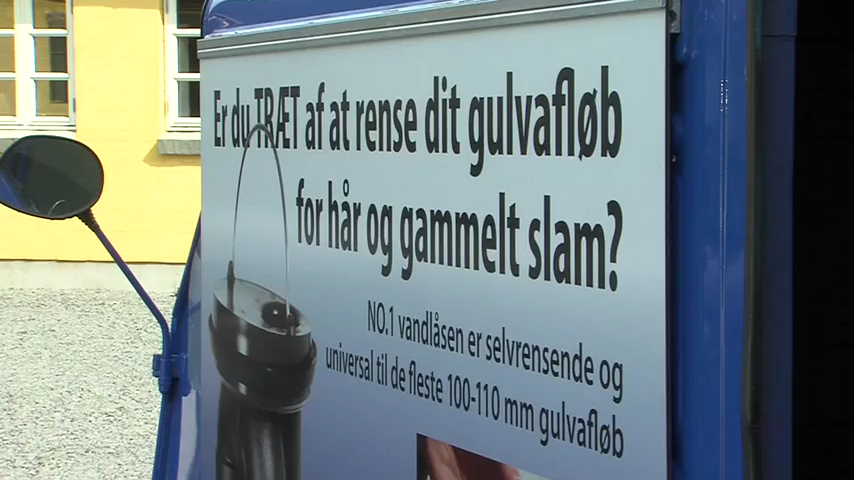 Er du TRÆT af at rense dit gulvafløb
for hår og gammelt slam?
NO.1 vandlåsen er selvrensende og
universal til de fleste 100-110 mm gulvafløb